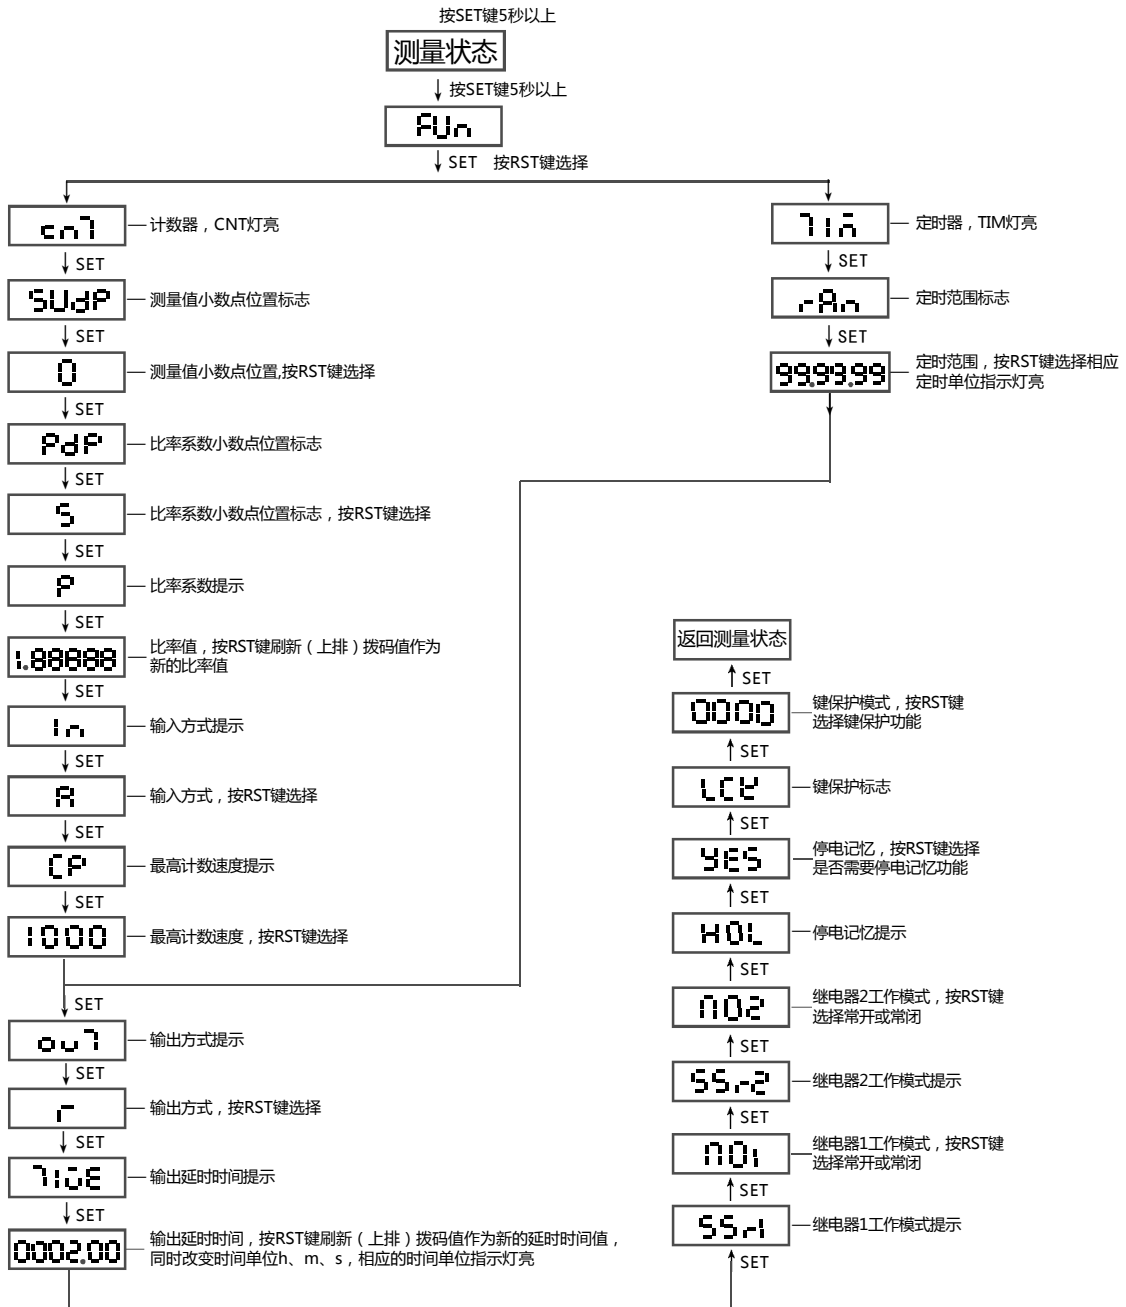 按SET键5秒以上
测量状态
按SET键5秒以上
FUn
SET 按RST键选择
cnT
计数器，CNT灯亮
SET
SUdP
测量值小数点位置标志
SET
0
测量值小数点位置,按RST键选择
SET
PdP
比率系数小数点位置标志
SET
5
比率系数小数点位置标志，按RST键选择
SET
P
比率系数提示
SET
1.88888
比率值，按RST键刷新（上排）拨码值作为
新的比率值
SET
In
输入方式提示
SET
A
输入方式，按RST键选择
SET
CP
最高计数速度提示
SET
1000
最高计数速度，按RST键选择
SET
ouT
输出方式提示
SET
r
输出方式，按RST键选择
SET
输出延时时间提示
SET
0002.00
输出延时时间，按RST键刷新（上排）拨码值作为新的延时时间值，
同时改变时间单位h、m、s，相应的时间单位指示灯亮
TIM
定时器，TIM灯亮
SET
rAn
定时范围标志
SET
99.99.99
定时范围，按RST键选择相应
定时单位指示灯亮
返回测量状态
SET
0000
键保护模式，按RST键
选择键保护功能
SET
LCK
键保护标志
SET
YES
停电记忆，按RST键选择
是否需要停电记忆功能
SET
HOL
停电记忆提示
SET
NO2
继电器2工作模式，按RST键
选择常开或常闭
SET
SSr2
继电器2工作模式提示
SET
NO1
继电器1工作模式，按RST键
选择常开或常闭
SET
SSr1
继电器1工作模式提示
SET